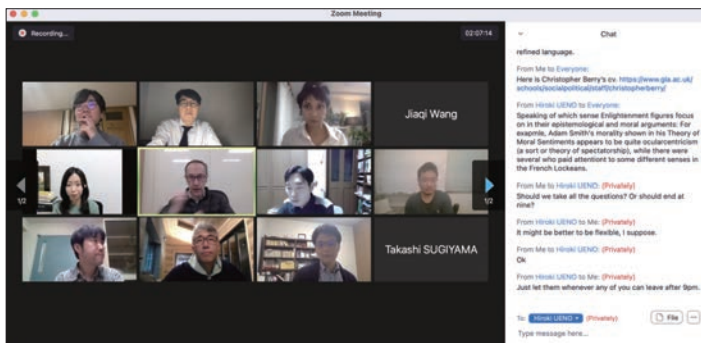 Zoom Meeting
Recording...
02:07:14
Jiaqi Wang
1/2
1/2
Takashi SUGIYAMA
Chat
refined language.
From Me to Everyone:
Here is Christopher Berry's cv. https://www.gla.ac.uk/
schools/socialpolitical/staff/christopherberry/
From Hiroki UENO to Everyone:
Speaking of which sense Enlightenment figures focus
on in their epistemological and moral arguments: For
exapmle, Adam Smith's morality shown in his Theory of
Moral Sentiments appears to be quite ocularcentricism
(a sort or theory of spectatorship), while there were
several who paid attentiont to some different senses in
the French Lockeans.
From Me to Hiroki UENO: (Privately)
Should we take all the questions? Or should end at
nine?
From Hiroki UENO to Me: (Privately)
It might be better to be flexible, I suppose.
From Me to Hiroki UENO: (Privately)
Ok
From Hiroki UENO to Me: (Privately)
Just let them whenever any of you can leave after 9pm.
To: Hiroki UENO (Privately)
File
Type message here...